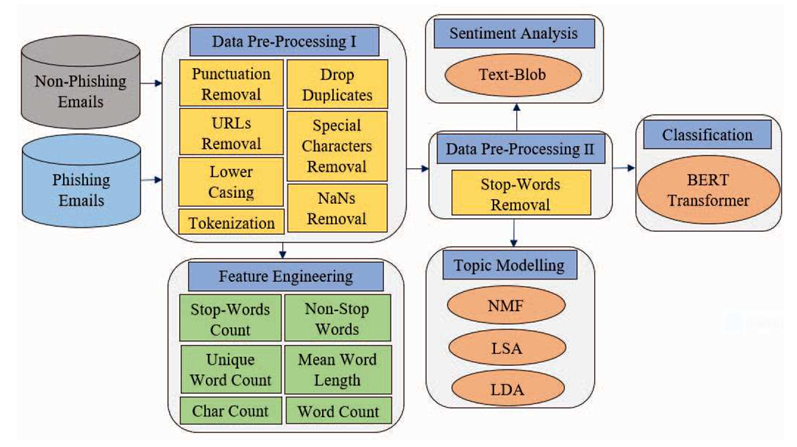 Non-Phishing
Emails
Phishing
Emails
Data Pre-Processing I
Punctuation
Removal
Drop
Duplicates
URLs
Removal
Special
Characters
Removal
Lower
Casing
NaNs
Removal
Tokenization
Feature Engineering
Stop-Words
Count
Non-Stop
Words
Unique
Word Count
Mean Word
Length
Char Count
Word Count
Sentiment Analysis
Text-Blob
Data Pre-Processing II
Stop-Words
Removal
Classification
BERT
Transformer
Topic Modelling
NMF
LSA
LDA